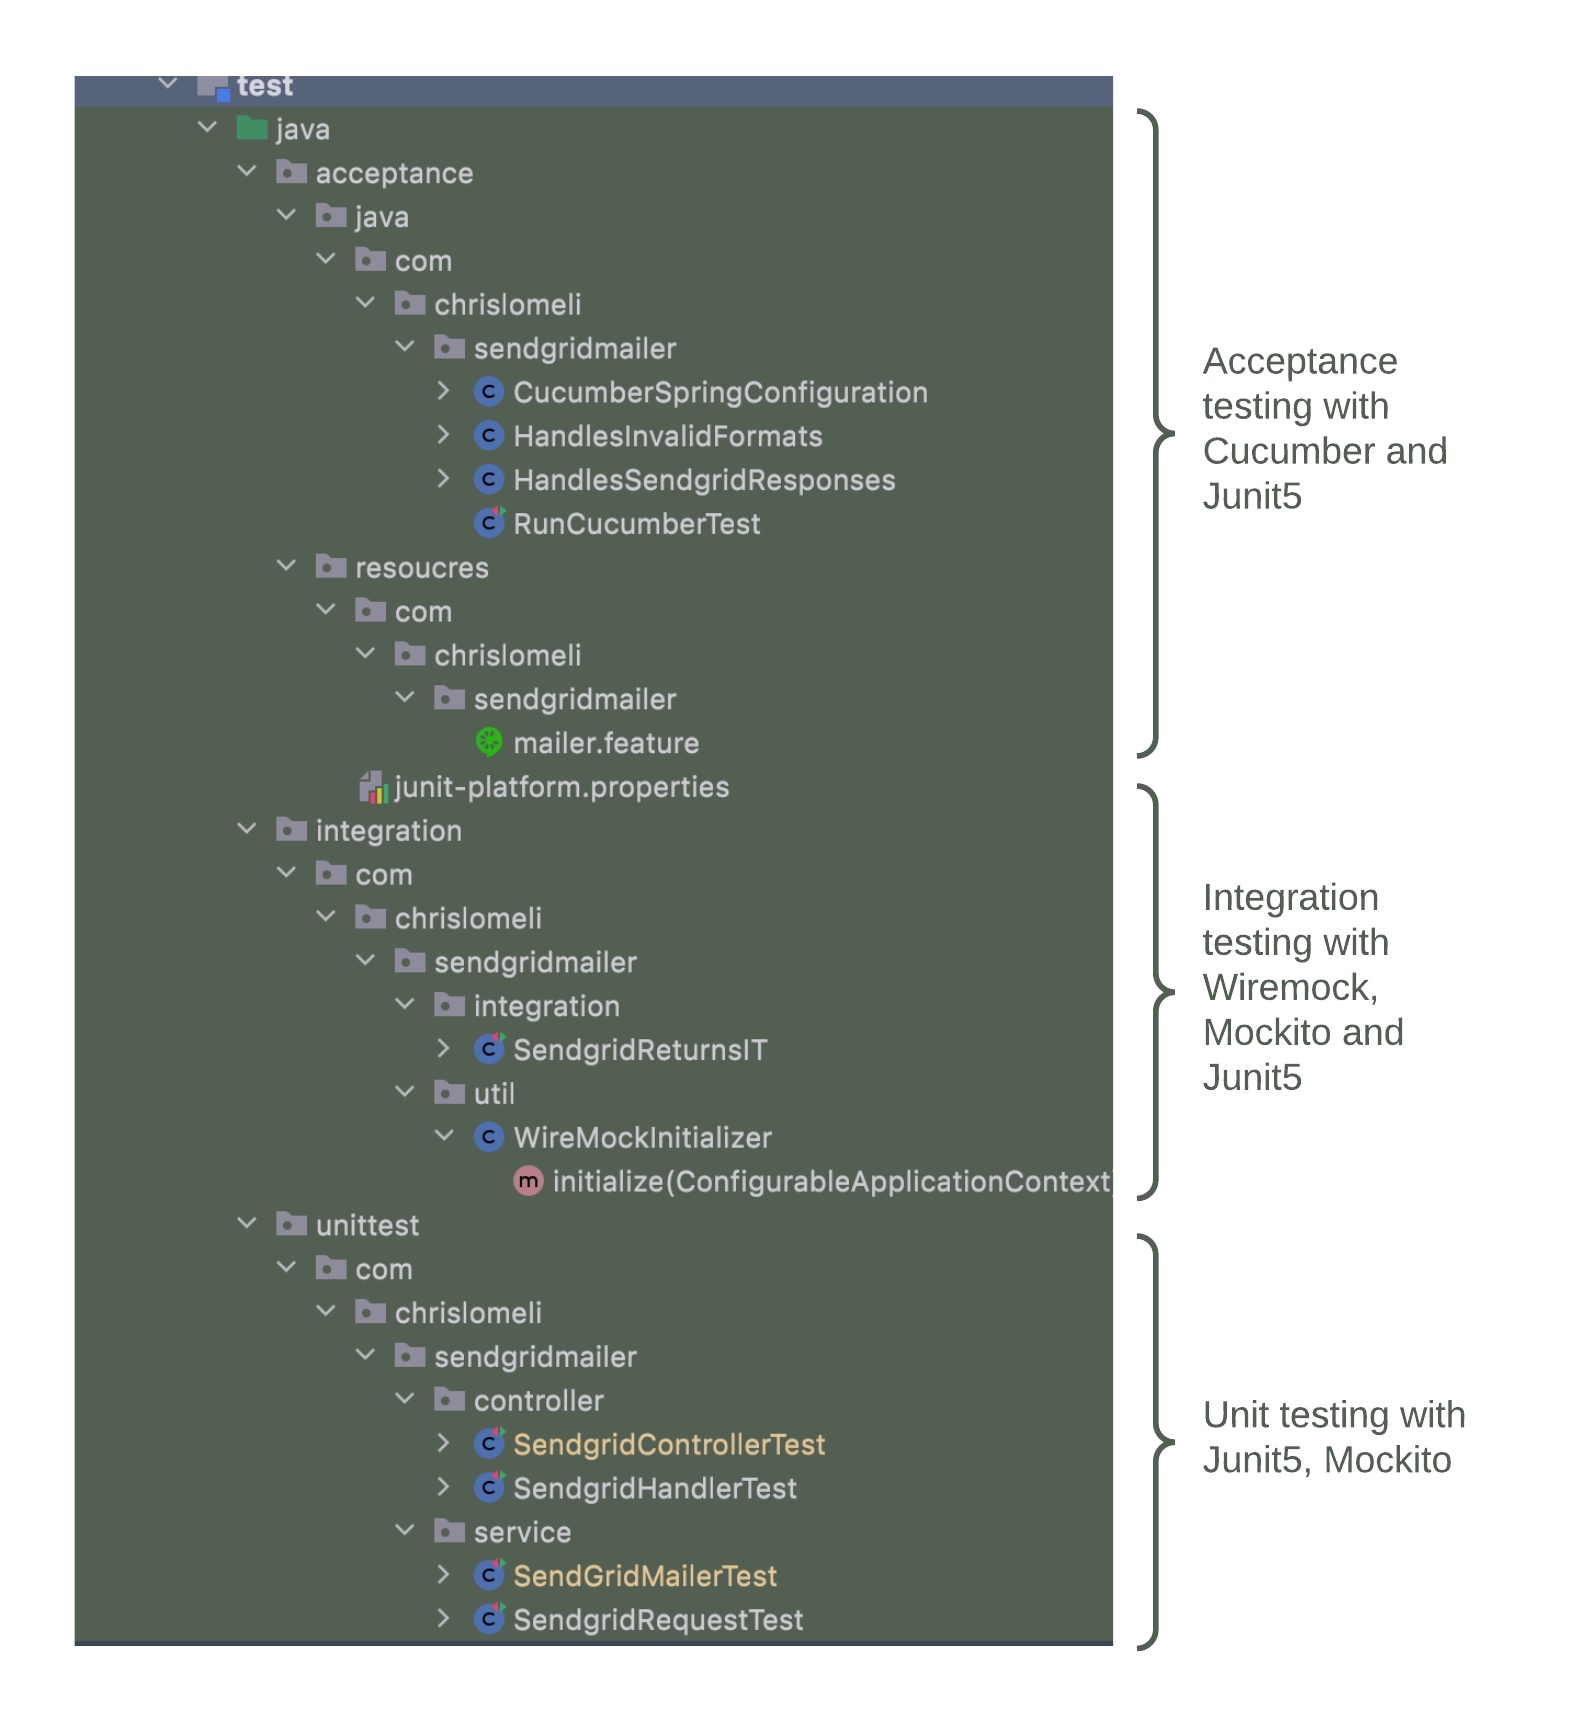 test
java
acceptance
java
com
chrislomeli
sendgridmailer
CucumberSpringConfiguration
HandlesInvalidFormats
HandlesSendgridResponses
RunCucumberTest
resoucres
com
chrislomeli
sendgridmailer
mailer.feature
junit-platform.properties
integration
com
chrislomeli
sendgridmailer
integration
SendgridReturnsIT
util
WireMockInitializer
initialize(ConfigurableApplicationContext)
unittest
com
chrislomeli
sendgridmailer
controller
SendgridControllerTest
SendgridHandlerTest
service
SendGridMailerTest
SendgridRequestTest
Acceptance
testing with
Cucumber and
Junit5
Integration
testing with
Wiremock,
Mockito and
Junit5
Unit testing with
Junit5, Mockito